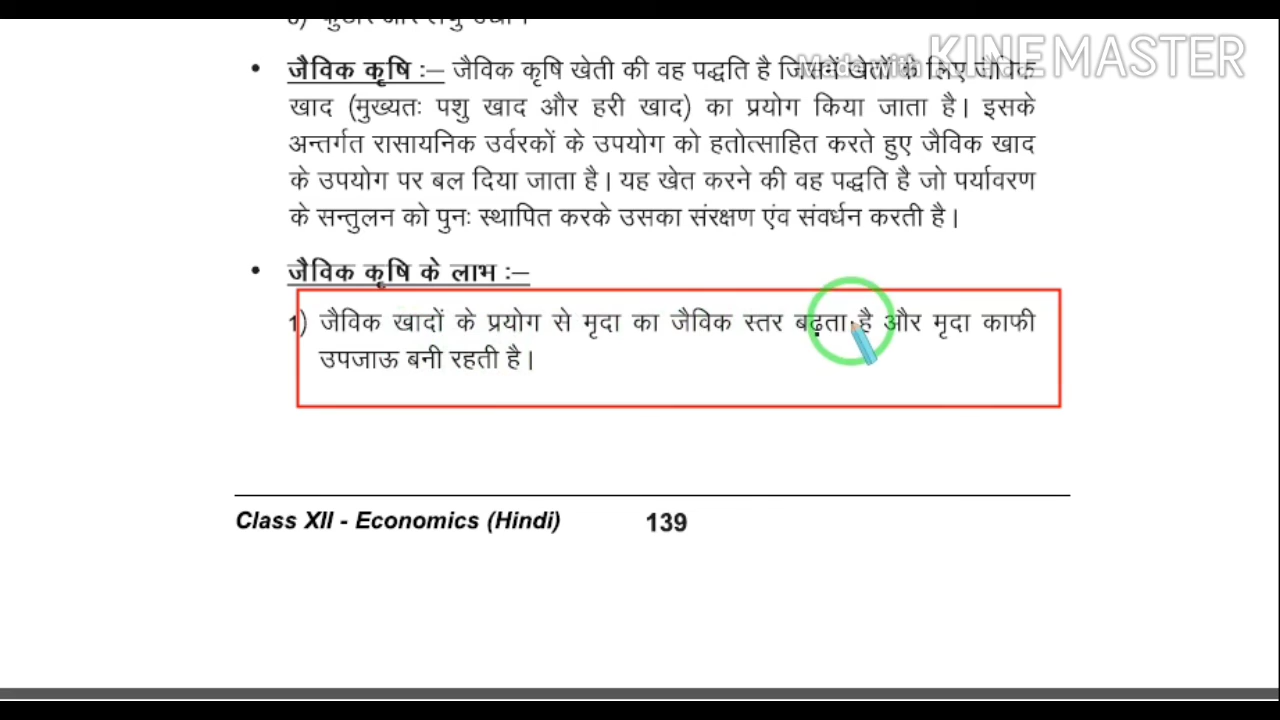 जैविक कृषि :– जैविक कृषि खेती की वह पद्धति है जिसमें खेतों के लिए जैविक
Made with KINEMASTER
खाद (मुख्यतः पशु खाद और हरी खाद) का प्रयोग किया जाता है। इसके
अन्तर्गत रासायनिक उर्वरकों के उपयोग को हतोत्साहित करते हुए जैविक खाद
के उपयोग पर बल दिया जाता है। यह खेत करने की वह पद्धति है जो पर्यावरण
के सन्तुलन को पुनः स्थापित करके उसका संरक्षण एंव संवर्धन करती है।
जैविक कृषि के लाभ :–
1) जैविक खादों के प्रयोग से मृदा का जैविक स्तर बढ़ता है और मृदा काफी
उपजाऊ बनी रहती है।
Class XII - Economics (Hindi) 139